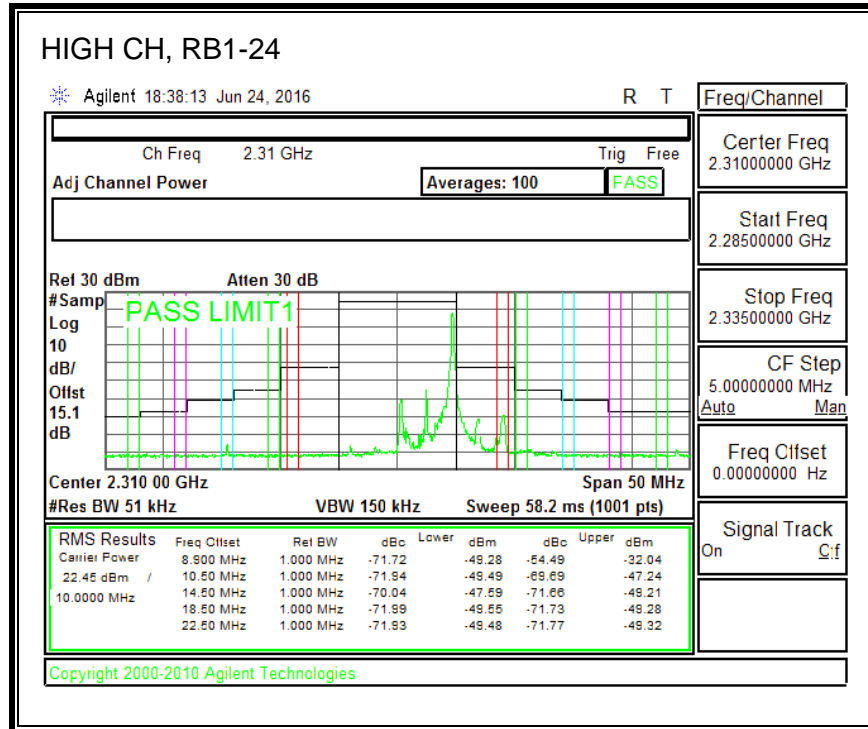 HIGH CH, RB1-24
Agilent 18:38:13 Jun 24, 2016 R T
Freq/Channel
Ch Freq 2.31 GHz Trig Free
Adj Channel Power Averages: 100 PASS
Center Freq
2.31000000 GHz
Start Freq
2.28500000 GHz
Stop Freq
2.33500000 GHz
CF Step
5.00000000 MHz
Auto Man
Freq Offset
0.00000000 Hz
Signal Track
On Off
Ref 30 dBm Atten 30 dB
#Samp
Log
10
dB/
Offst
15.1
dB
PASS LIMIT1
Center 2.310 00 GHz Span 50 MHz
#Res BW 51 kHz VBW 150 kHz Sweep 58.2 ms (1001 pts)
RMS Results Freq Offset Ref BW dBc Lower dBm dBc Upper dBm
Carrier Power 8.900 MHz 1.000 MHz -71.72 -49.28 -54.49 -32.04
22.45 dBm / 10.50 MHz 1.000 MHz -71.94 -49.49 -69.69 -47.24
10.0000 MHz 14.50 MHz 1.000 MHz -70.04 -47.59 -71.66 -49.21
18.50 MHz 1.000 MHz -71.99 -49.55 -71.73 -49.28
22.50 MHz 1.000 MHz -71.93 -49.48 -71.77 -49.32
Copyright 2000-2010 Agilent Technologies